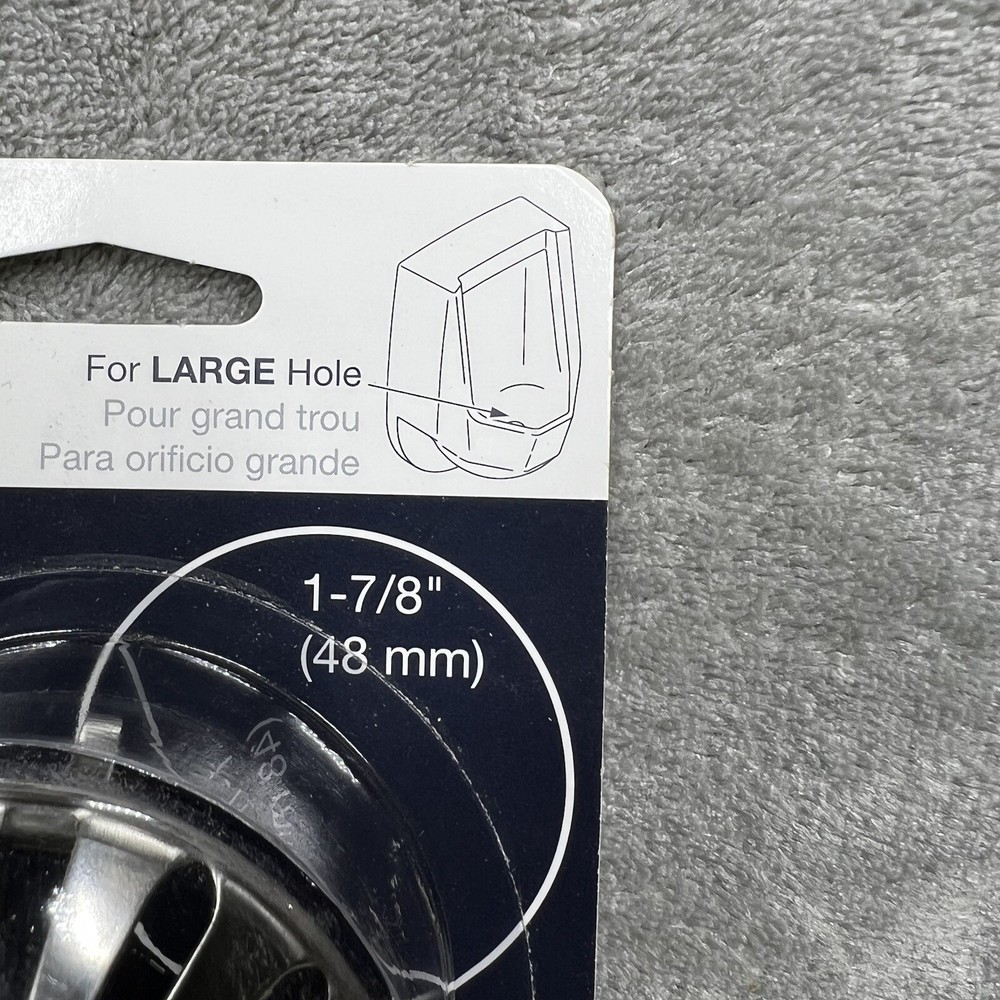 For LARGE Hole
Pour grand trou
Para orificio grande
1-7/8"
(48 mm)